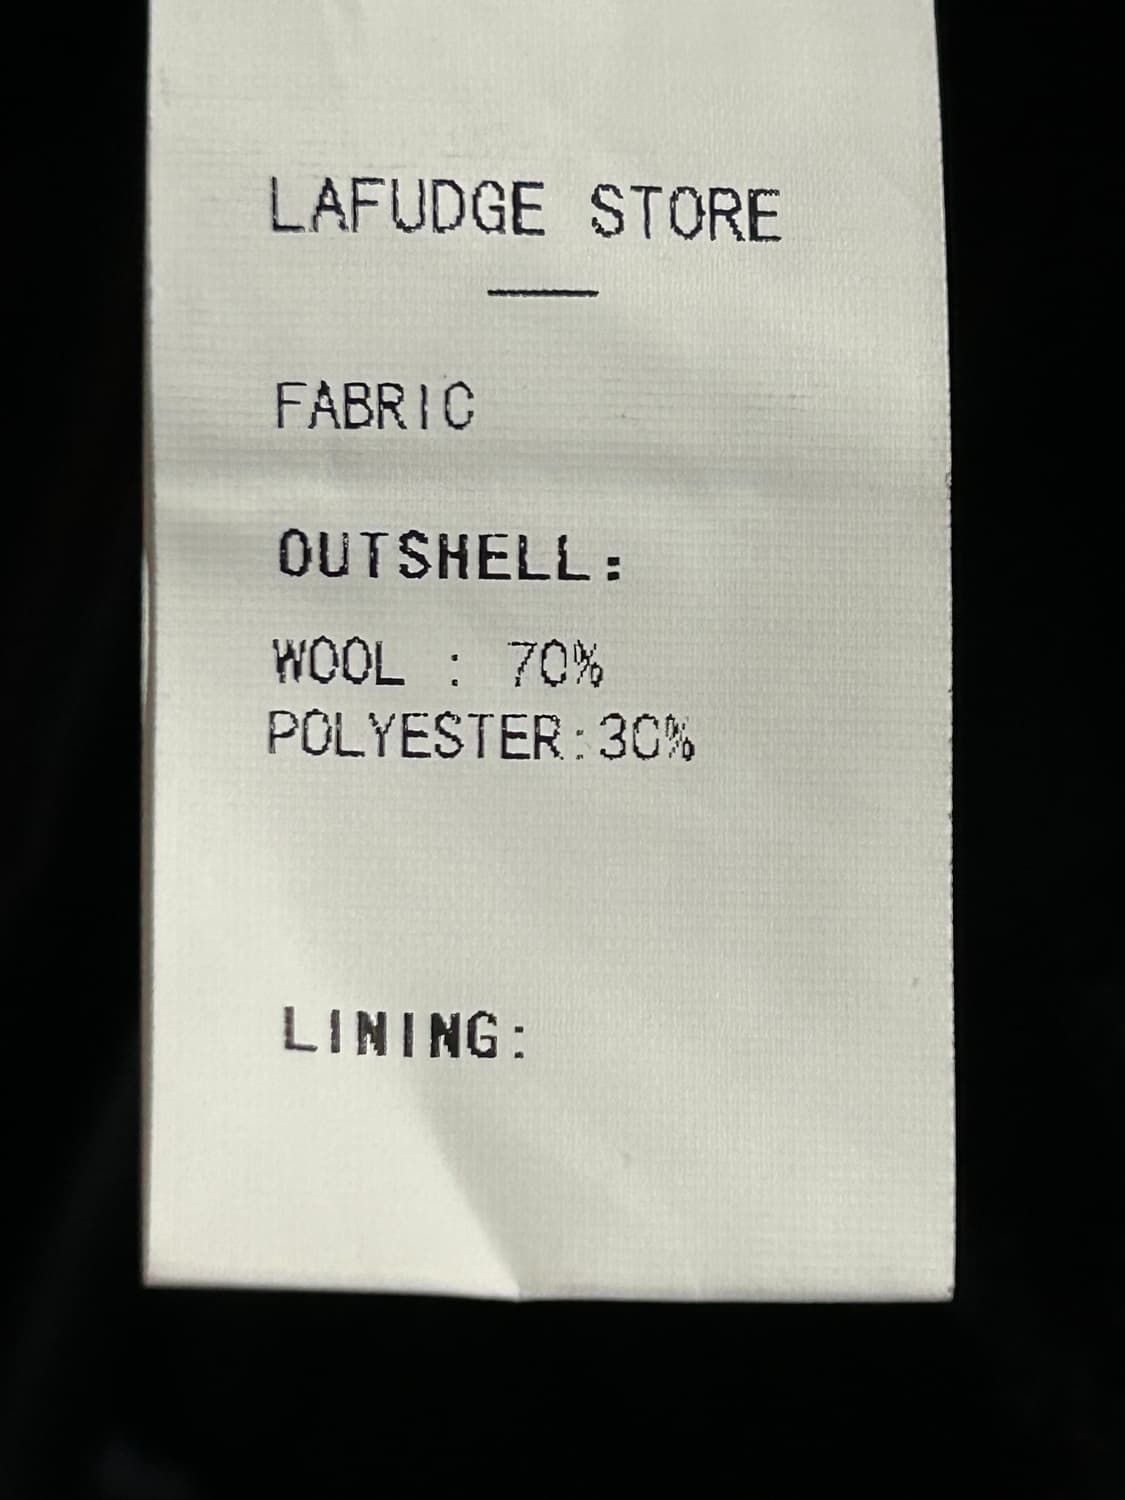 LAFUDGE STORE
FABRIC
OUTSHELL:
WOOL : 70%
POLYESTER:30%
LINING: